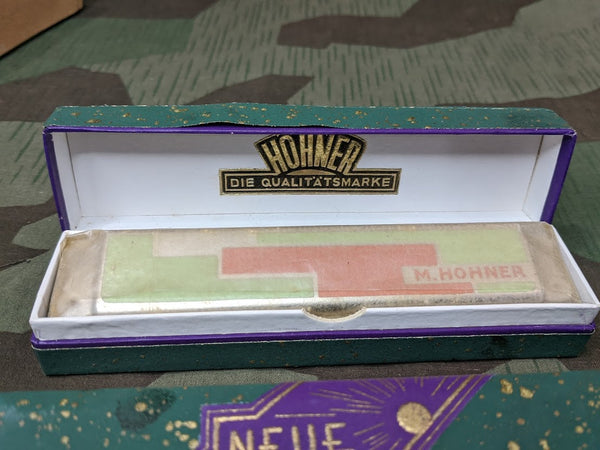 HOHNER
DIE QUALITÄTSMARKE
M. HOHNER
NEUE